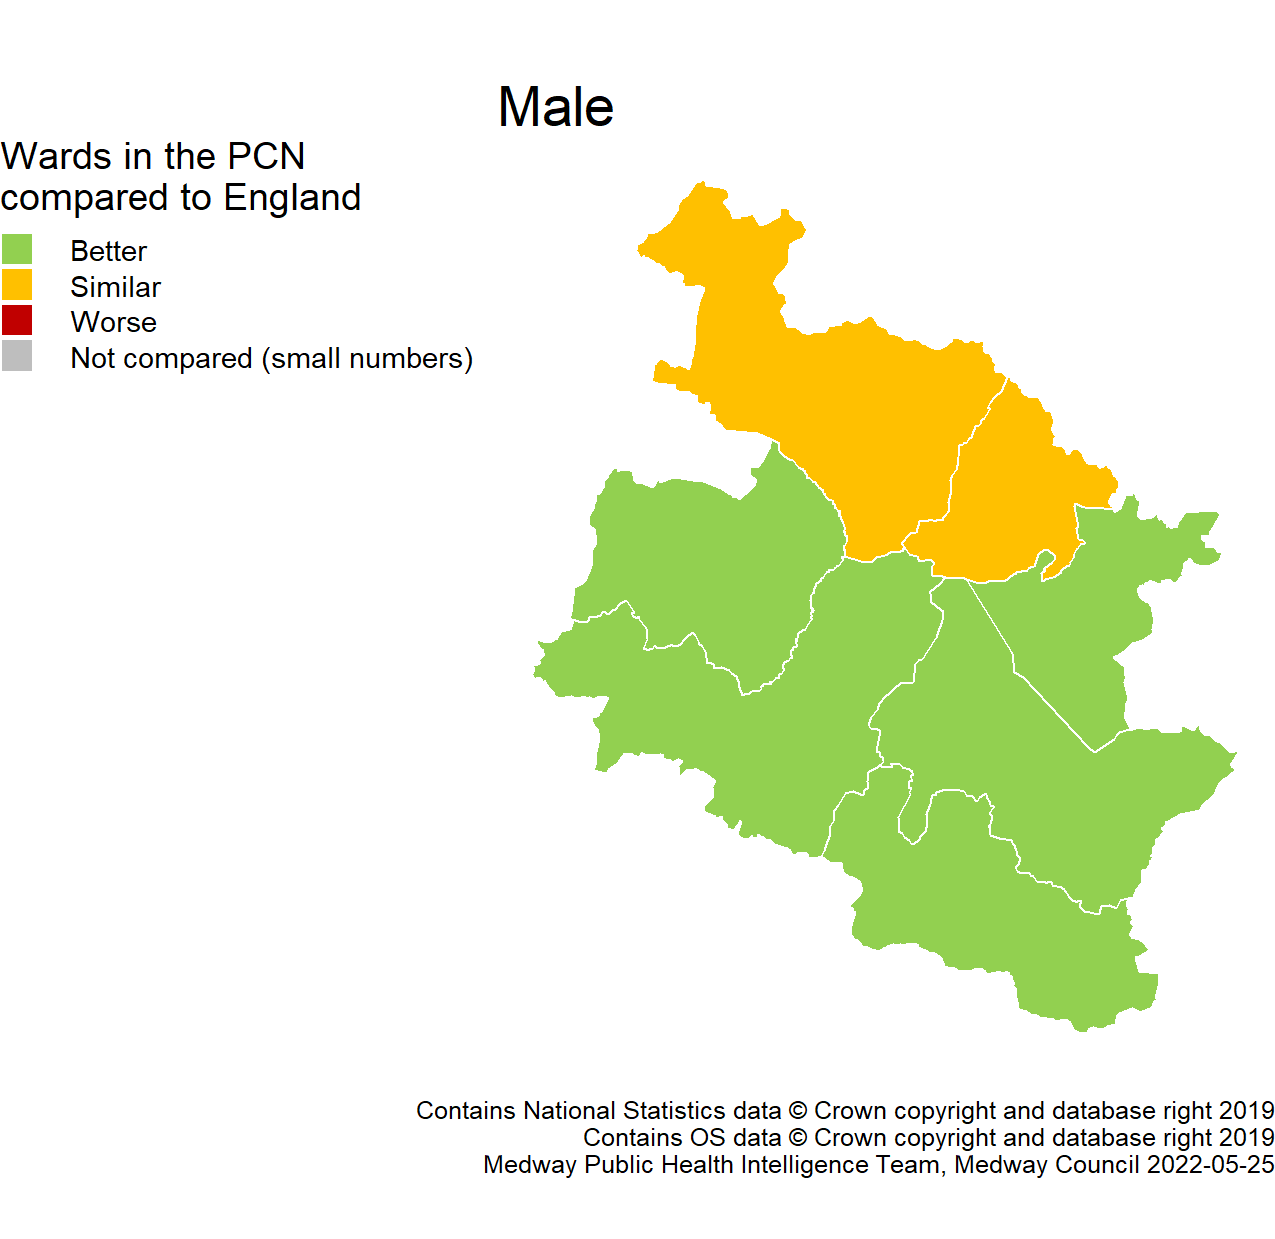 Male
Wards in the PCN
compared to England
Better
Similar
Worse
Not compared (small numbers)
Contains National Statistics data © Crown copyright and database right 2019
Contains OS data © Crown copyright and database right 2019
Medway Public Health Intelligence Team, Medway Council 2022-05-25